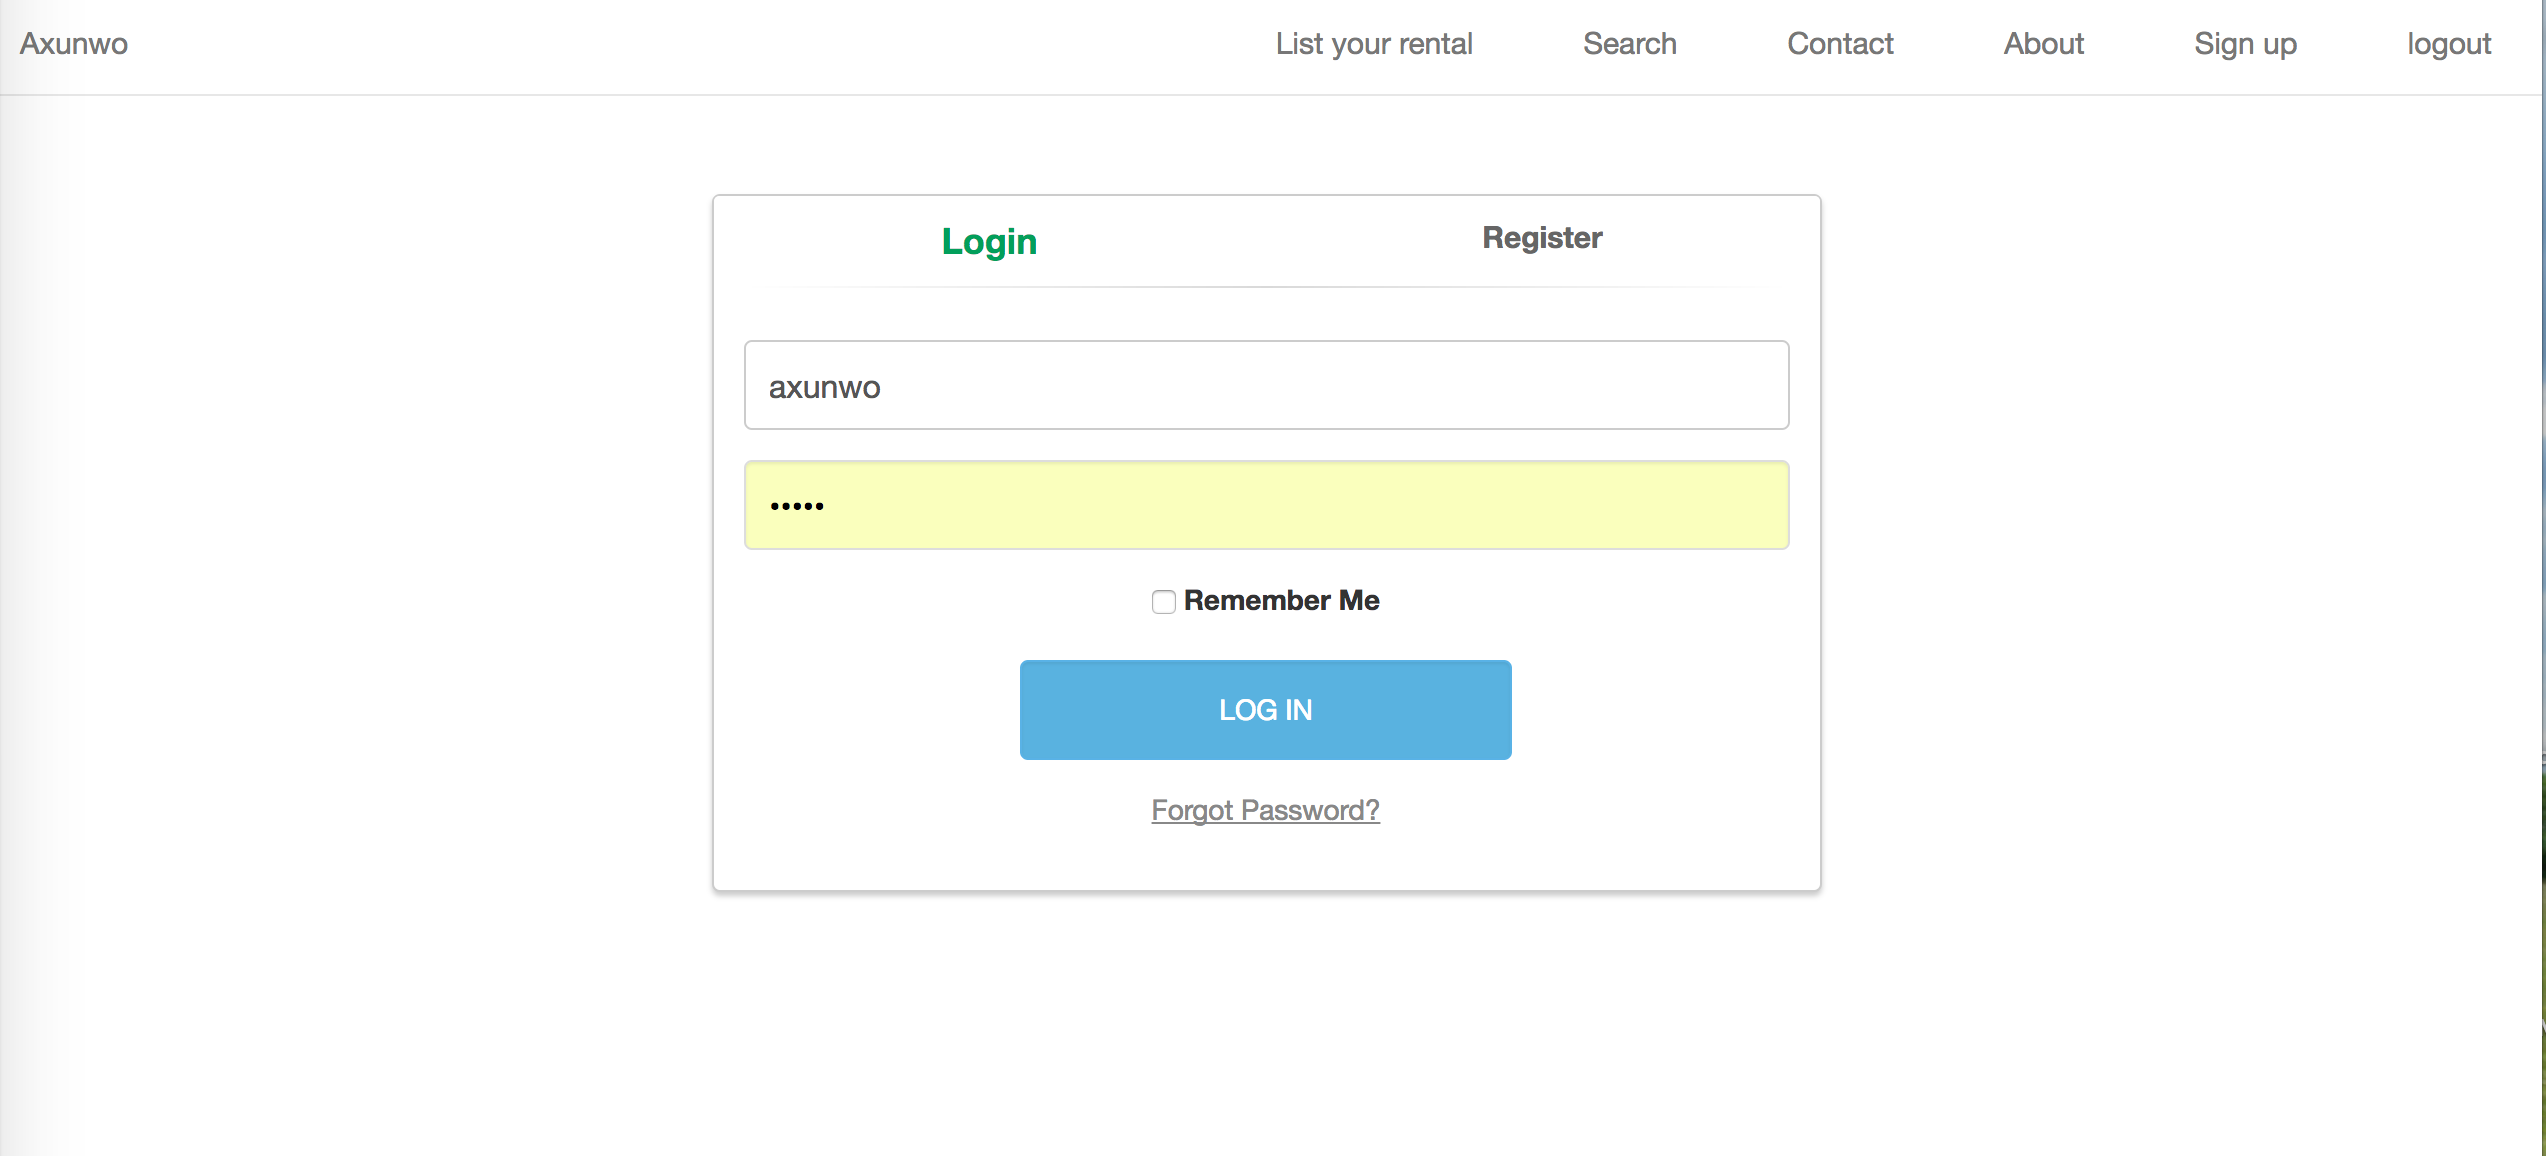 Axunwo List your rental Search Contact About Sign up logout
Login Register
axunwo
•••••
Remember Me
LOG IN
Forgot Password?